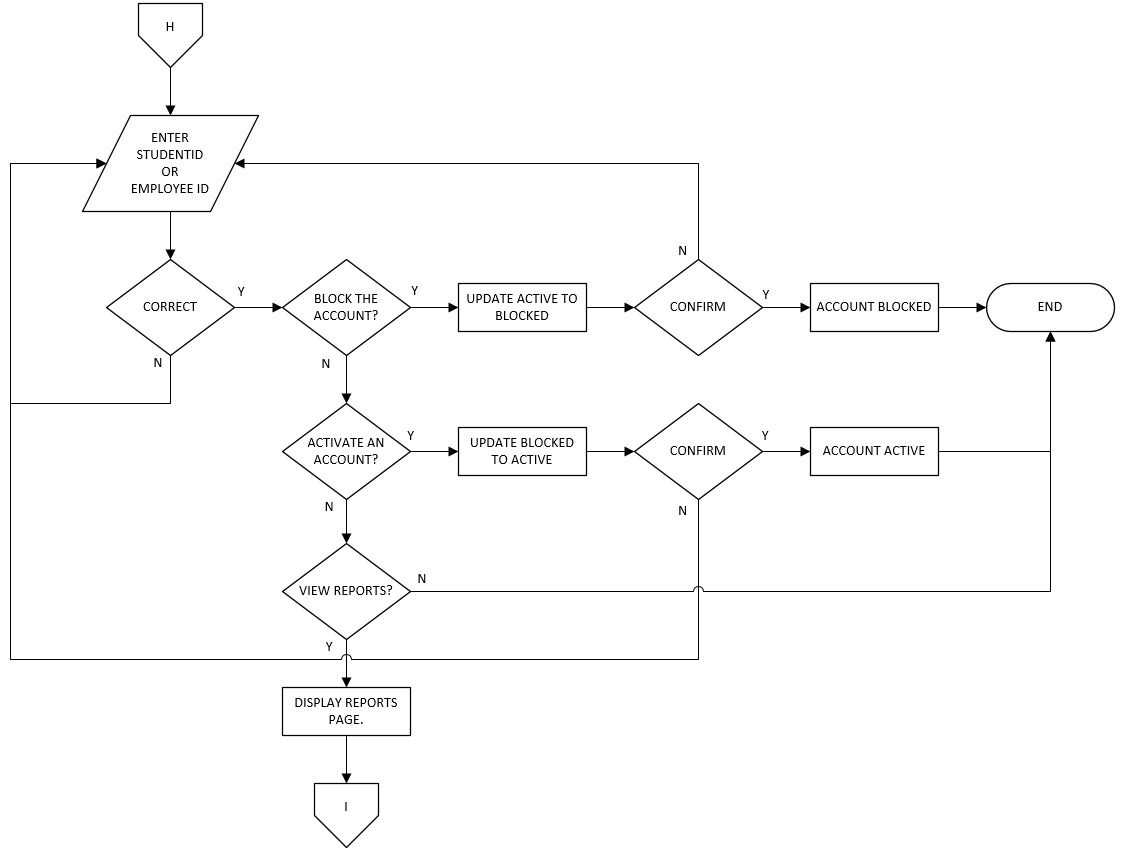 H
ENTER
STUDENTID
OR
EMPLOYEE ID
N
CORRECT
Y
BLOCK THE
ACCOUNT?
Y
UPDATE ACTIVE TO
BLOCKED
CONFIRM
Y
ACCOUNT BLOCKED
END
N
N
ACTIVATE AN
ACCOUNT?
Y
UPDATE BLOCKED
TO ACTIVE
CONFIRM
Y
ACCOUNT ACTIVE
N
N
VIEW REPORTS?
N
Y
DISPLAY REPORTS
PAGE.
I